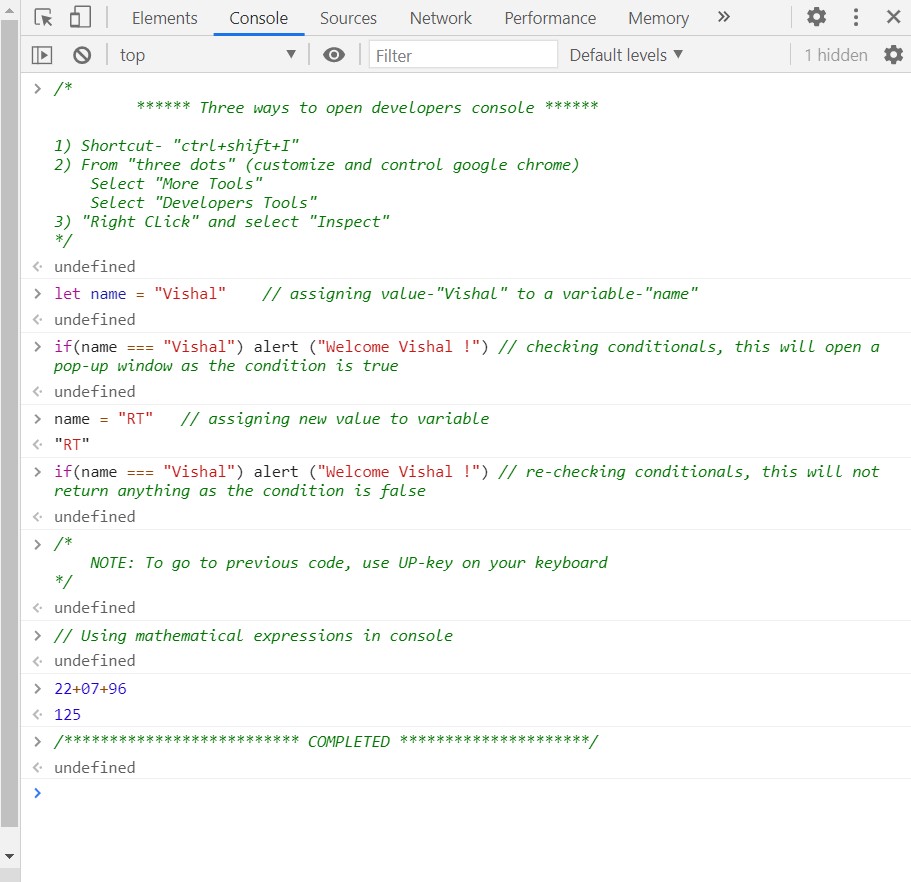 Elements Console Sources Network Performance Memory »
top ▼ Filter Default levels ▼ 1 hidden
> /*
****** Three ways to open developers console ******
1) Shortcut- "ctrl+shift+I"
2) From "three dots" (customize and control google chrome)
Select "More Tools"
Select "Developers Tools"
3) "Right CLick" and select "Inspect"
*/
undefined
> let name = "Vishal" // assigning value-"Vishal" to a variable-"name"
undefined
> if(name === "Vishal") alert ("Welcome Vishal !") // checking conditionals, this will open a
pop-up window as the condition is true
undefined
> name = "RT" // assigning new value to variable
"RT"
> if(name === "Vishal") alert ("Welcome Vishal !") // re-checking conditionals, this will not
return anything as the condition is false
undefined
> /*
NOTE: To go to previous code, use UP-key on your keyboard
*/
undefined
> // Using mathematical expressions in console
undefined
> 22+07+96
125
> /************************** COMPLETED *********************/
undefined
>